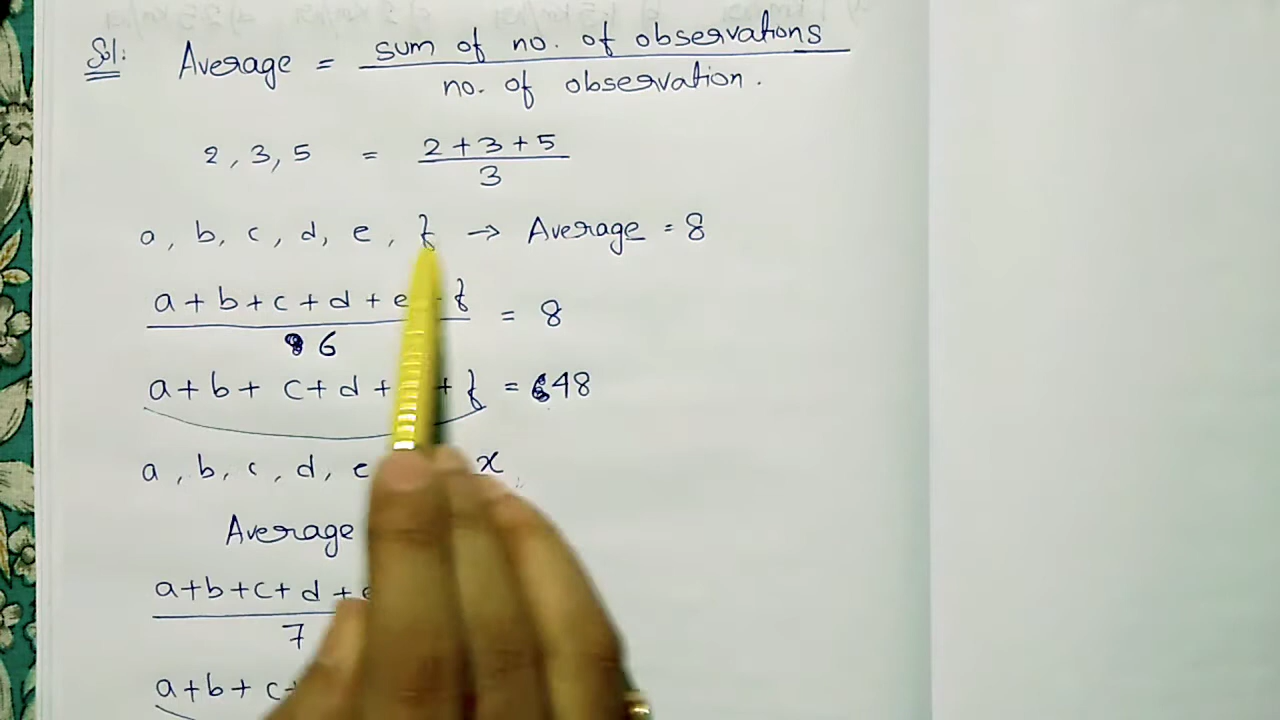 Sol: Average = sum of no. of observations / no. of observation.
2, 3, 5 = 2 + 3 + 5 / 3
a, b, c, d, e, f → Average = 8
a + b + c + d + e + f / 6 = 8
a + b + c + d + + f = 48
a, b, c, d, e x
Average
a + b + c + d + e / 7
a + b + c +